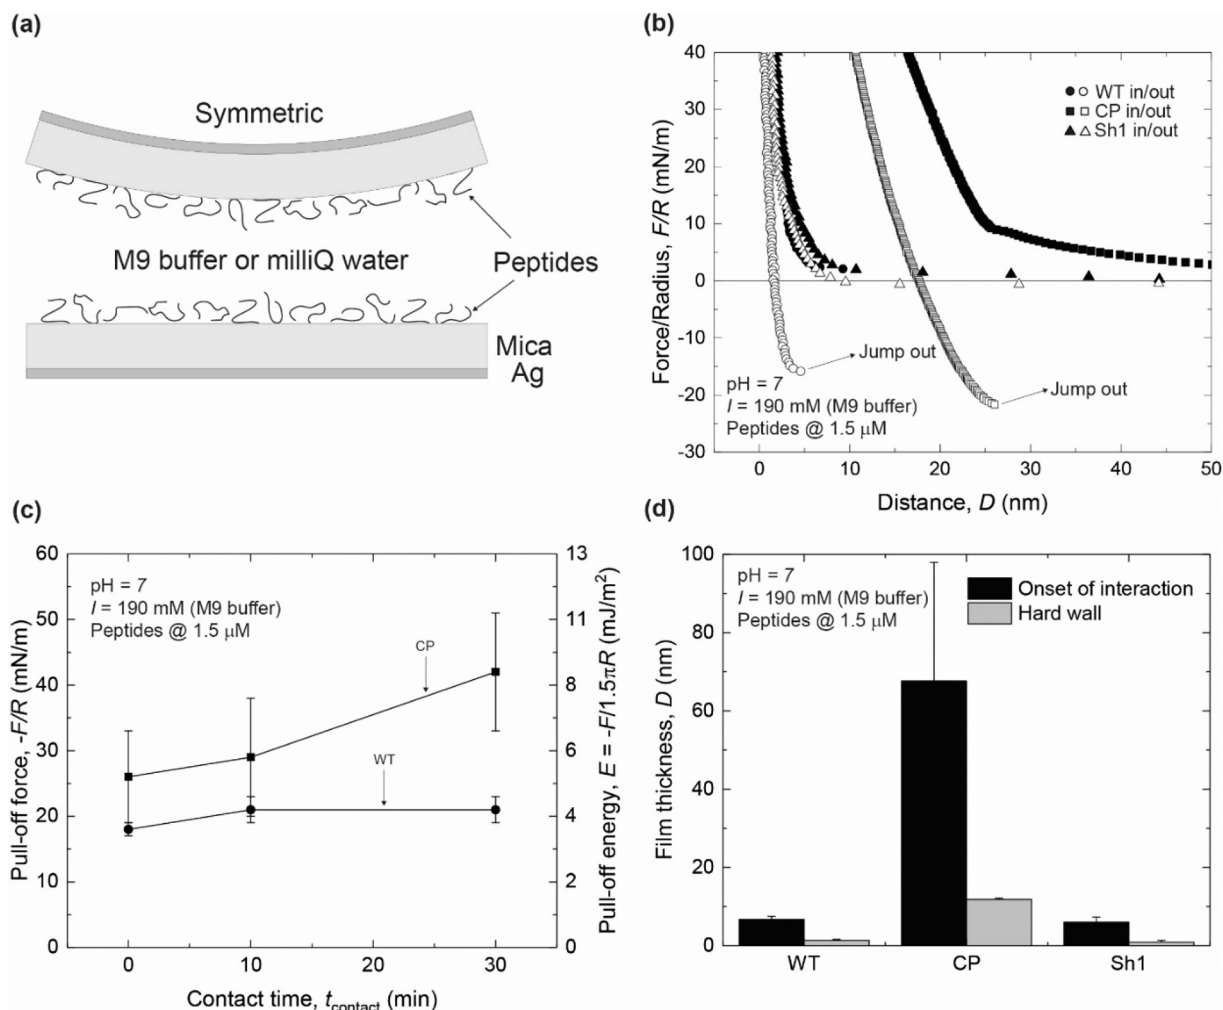 (a)
Symmetric
M9 buffer or milliQ water
Peptides
Mica
Ag
(b)
Force/Radius, F/R (mN/m)
40
30
20
10
0
-10
-20
-30
WT in/out
CP in/out
Sh1 in/out
Jump out
Jump out
pH = 7
I = 190 mM (M9 buffer)
Peptides @ 1.5 μM
0 10 20 30 40 50
Distance, D (nm)
(c)
Pull-off force, -F/R (mN/m)
60
50
40
30
20
10
0
pH = 7
I = 190 mM (M9 buffer)
Peptides @ 1.5 μM
CP
WT
13
11
9
8
6
4
2
0
Pull-off energy, E = -F/1.5πR (mJ/m²)
0 10 20 30
Contact time, t_contact (min)
(d)
Film thickness, D (nm)
100
80
60
40
20
0
pH = 7
I = 190 mM (M9 buffer)
Peptides @ 1.5 μM
Onset of interaction
Hard wall
WT CP Sh1